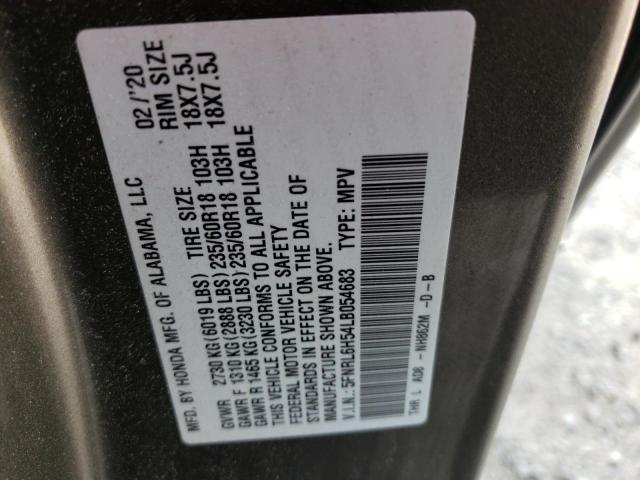 MFD. BY HONDA MFG. OF ALABAMA, LLC 02/'20
GVWR 2730 KG (6019 LBS) TIRE SIZE RIM SIZE
GAWR F 1310 KG (2888 LBS) 235/60R18 103H 18X7.5J
GAWR R 1465 KG (3230 LBS) 235/60R18 103H 18X7.5J
THIS VEHICLE CONFORMS TO ALL APPLICABLE
FEDERAL MOTOR VEHICLE SAFETY
STANDARDS IN EFFECT ON THE DATE OF
MANUFACTURE SHOWN ABOVE.
V.I.N.: 5FNRL6H54LB054683 TYPE: MPV
THR L AD8 - NH862M -D-B